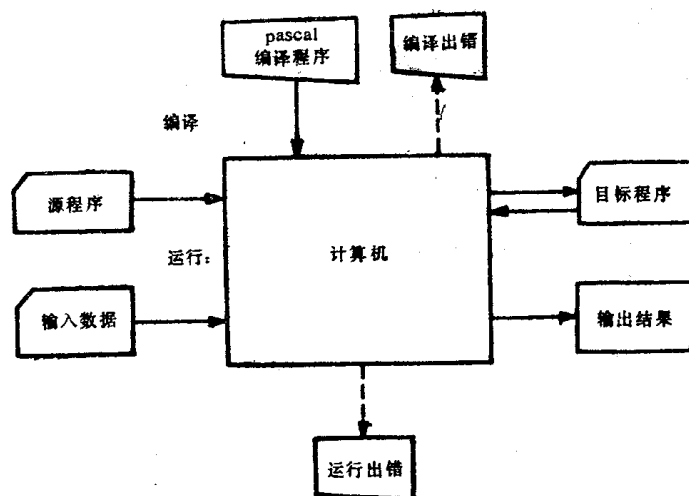 pascal
编译程序
编译出错
编译
源程序
目标程序
运行：
计算机
输入数据
输出结果
运行出错